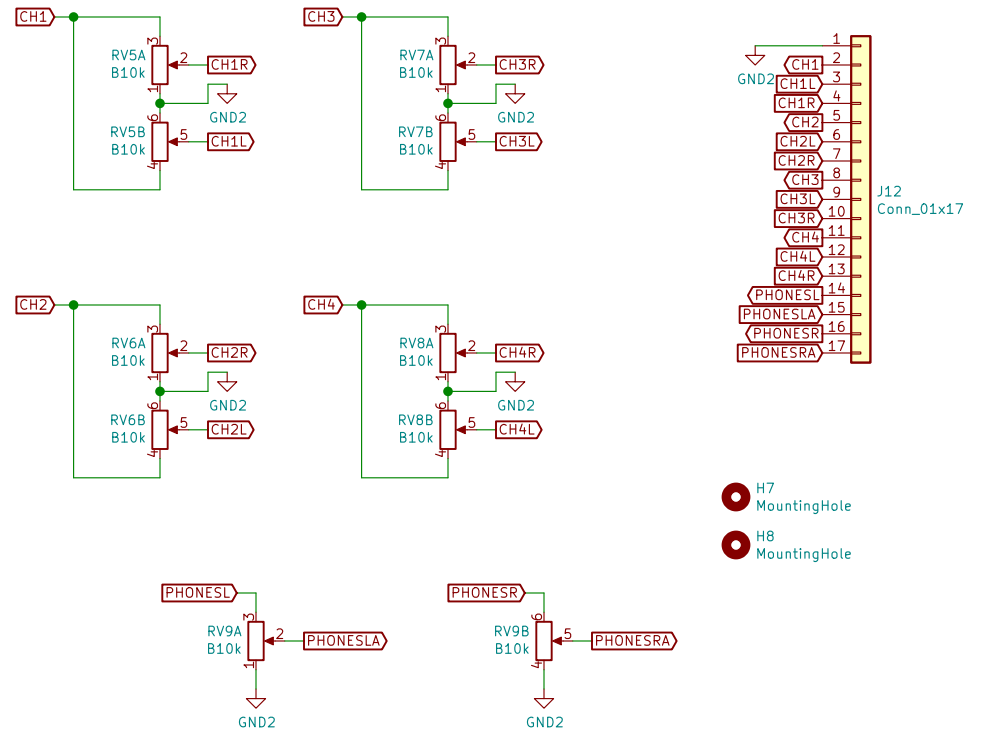 CH1
3
RV5A
B10k
2
CH1R
1
GND2
6
RV5B
B10k
5
CH1L
4
CH3
3
RV7A
B10k
2
CH3R
1
GND2
6
RV7B
B10k
5
CH3L
4
CH2
3
RV6A
B10k
2
CH2R
1
GND2
6
RV6B
B10k
5
CH2L
4
CH4
3
RV8A
B10k
2
CH4R
1
GND2
6
RV8B
B10k
5
CH4L
4
GND2
1
CH1 2
CH1L 3
CH1R 4
CH2 5
CH2L 6
CH2R 7
CH3 8
CH3L 9
CH3R 10
CH4 11
CH4L 12
CH4R 13
PHONESL 14
PHONESLA 15
PHONESR 16
PHONESRA 17
J12
Conn_01x17
H7
MountingHole
H8
MountingHole
PHONESL
3
RV9A
B10k
2
PHONESLA
1
GND2
PHONESR
6
RV9B
B10k
5
PHONESRA
4
GND2